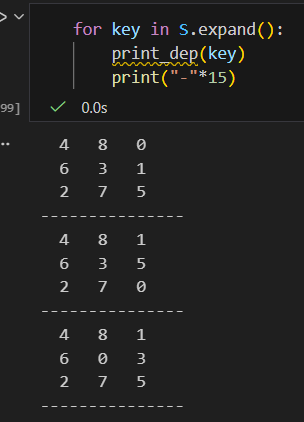 for key in S.expand():
print_dep(key)
print("-"*15)
99]
0.0s
4 8 0
6 3 1
2 7 5
---------------
4 8 1
6 3 5
2 7 0
---------------
4 8 1
6 0 3
2 7 5
---------------